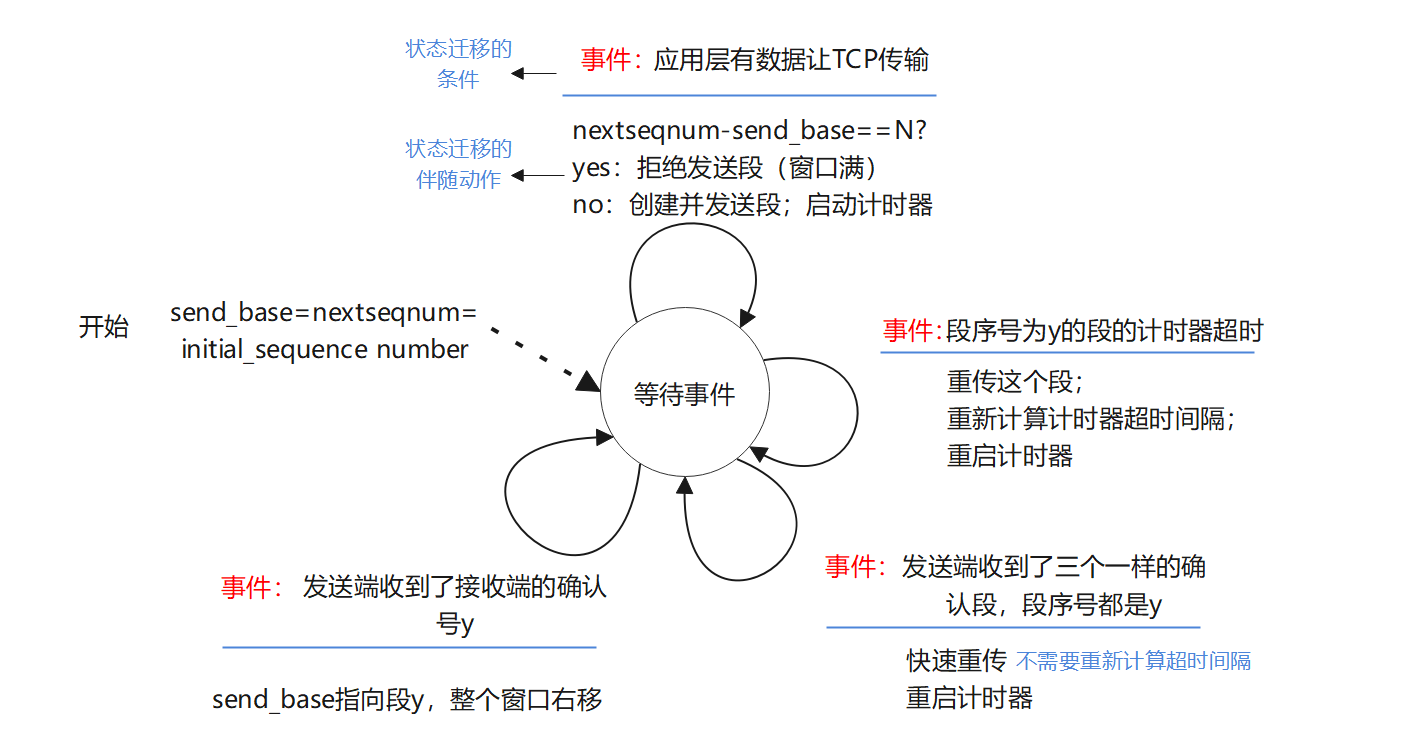 状态迁移的
条件
事件：应用层有数据让TCP传输
状态迁移的
伴随动作
nextseqnum-send_base==N?
yes：拒绝发送段（窗口满）
no：创建并发送段；启动计时器
开始
send_base=nextseqnum=
initial_sequence number
等待事件
事件：段序号为y的段的计时器超时
重传这个段；
重新计算计时器超时间隔；
重启计时器
事件：发送端收到了接收端的确认
号y
send_base指向段y，整个窗口右移
事件：发送端收到了三个一样的确
认段，段序号都是y
快速重传 不需要重新计算超时间隔
重启计时器